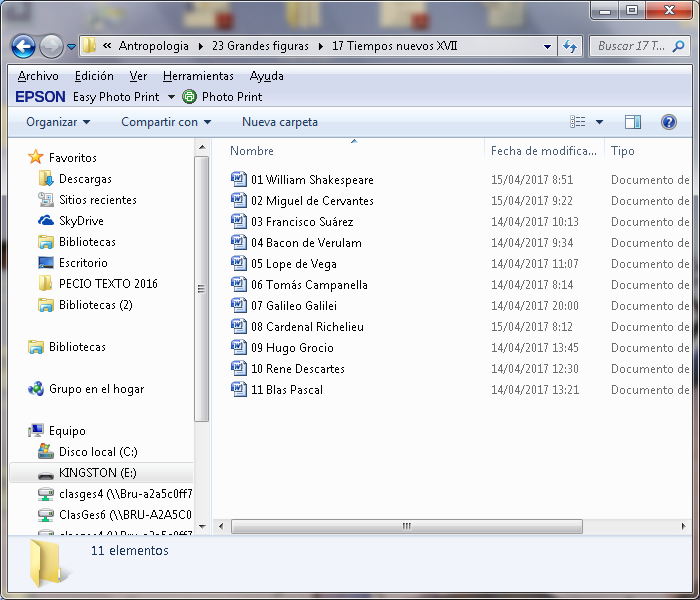 « Antropologia ▸ 23 Grandes figuras ▸ 17 Tiempos nuevos XVII
Buscar 17 T...
Archivo Edición Ver Herramientas Ayuda
EPSON Easy Photo Print Photo Print
Organizar Compartir con Nueva carpeta
Nombre Fecha de modifica... Tipo
Favoritos
Descargas
Sitios recientes
SkyDrive
Bibliotecas
Escritorio
PECIO TEXTO 2016
Bibliotecas (2)
Bibliotecas
Grupo en el hogar
Equipo
Disco local (C:)
KINGSTON (E:)
clasges4 (\\Bru-a2a5c0ff7
ClasGes6 (\\BRU-A2A5C0
01 William Shakespeare 15/04/2017 8:51 Documento de
02 Miguel de Cervantes 15/04/2017 9:22 Documento de
03 Francisco Suárez 14/04/2017 10:13 Documento de
04 Bacon de Verulam 14/04/2017 9:34 Documento de
05 Lope de Vega 14/04/2017 11:07 Documento de
06 Tomás Campanella 14/04/2017 8:14 Documento de
07 Galileo Galilei 14/04/2017 20:00 Documento de
08 Cardenal Richelieu 15/04/2017 8:12 Documento de
09 Hugo Grocio 14/04/2017 13:45 Documento de
10 Rene Descartes 14/04/2017 12:30 Documento de
11 Blas Pascal 14/04/2017 13:21 Documento de
11 elementos